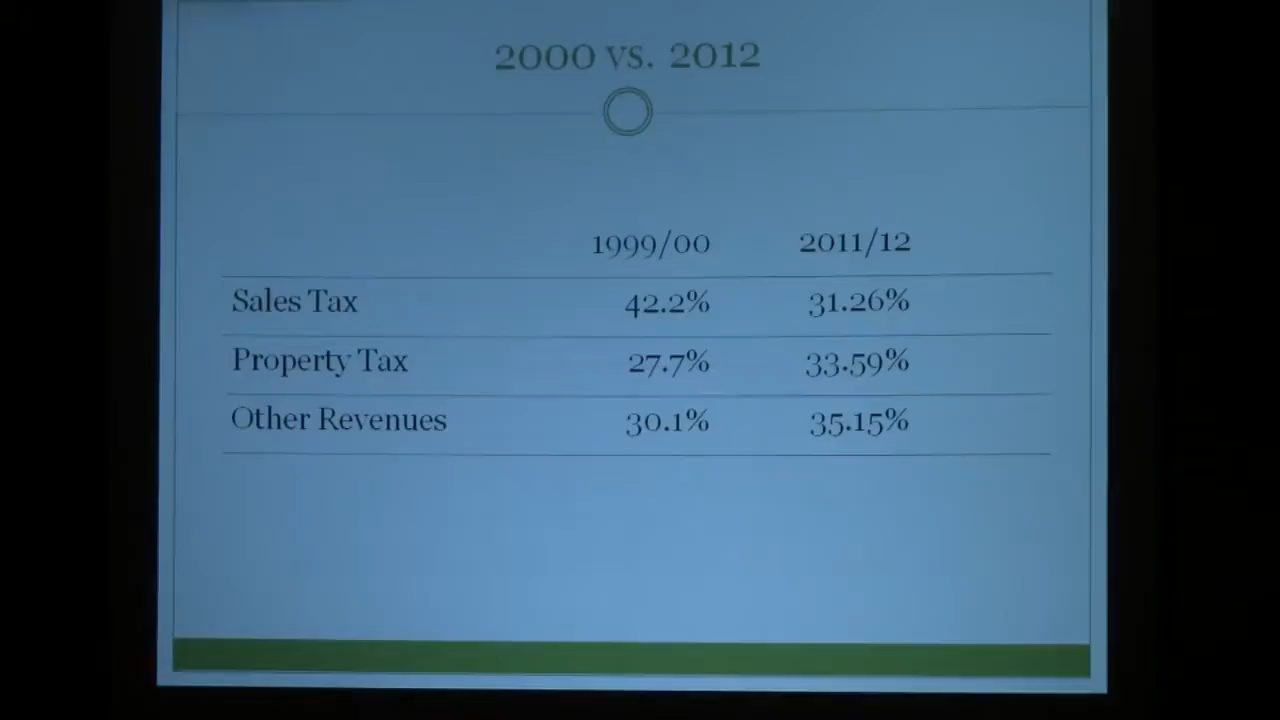 2000 VS. 2012
1999/00 2011/12
Sales Tax 42.2% 31.26%
Property Tax 27.7% 33.59%
Other Revenues 30.1% 35.15%